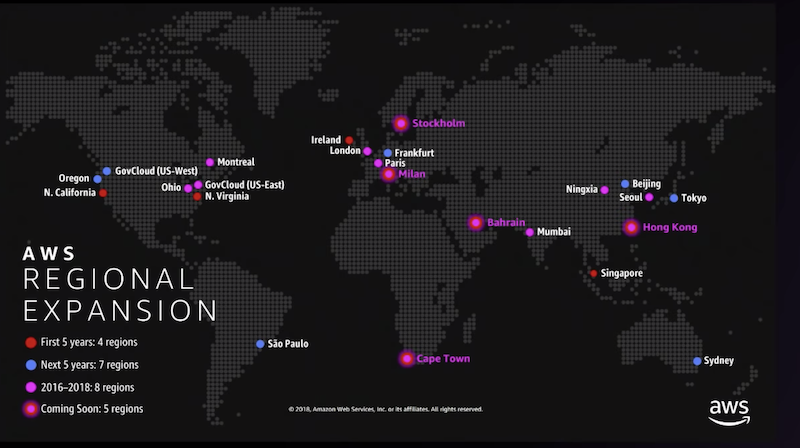 Stockholm
Ireland
London
Frankfurt
Paris
Milan
Montreal
GovCloud (US-West)
Oregon
N. California
Ohio
GovCloud (US-East)
N. Virginia
Ningxia
Beijing
Seoul
Tokyo
Bahrain
Mumbai
Hong Kong
Singapore
AWS
REGIONAL
EXPANSION
First 5 years: 4 regions
Next 5 years: 7 regions
2016–2018: 8 regions
Coming Soon: 5 regions
São Paulo
Cape Town
Sydney
© 2018, Amazon Web Services, Inc. or its affiliates. All rights reserved.
aws